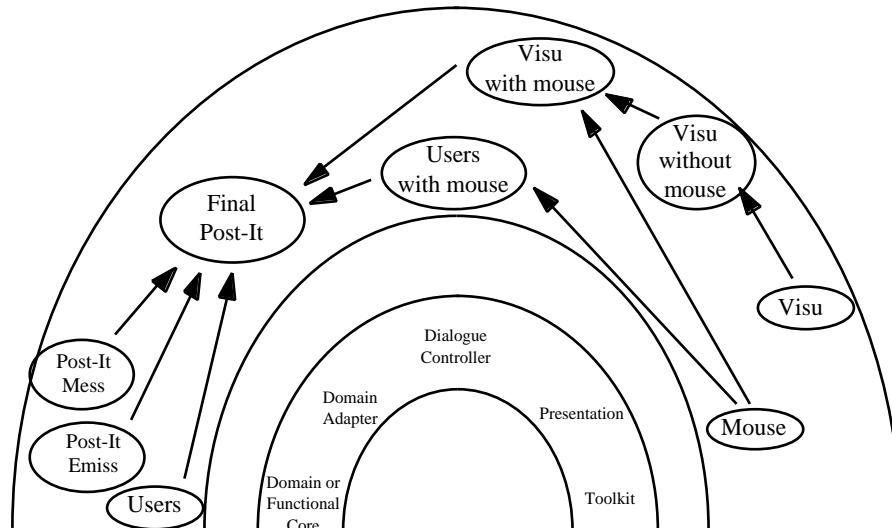 Visu
with mouse
Visu
without
mouse
Users
with mouse
Final
Post-It
Visu
Post-It
Mess
Dialogue
Controller
Domain
Adapter
Presentation
Mouse
Post-It
Emiss
Users
Domain or
Functional
Core
Toolkit